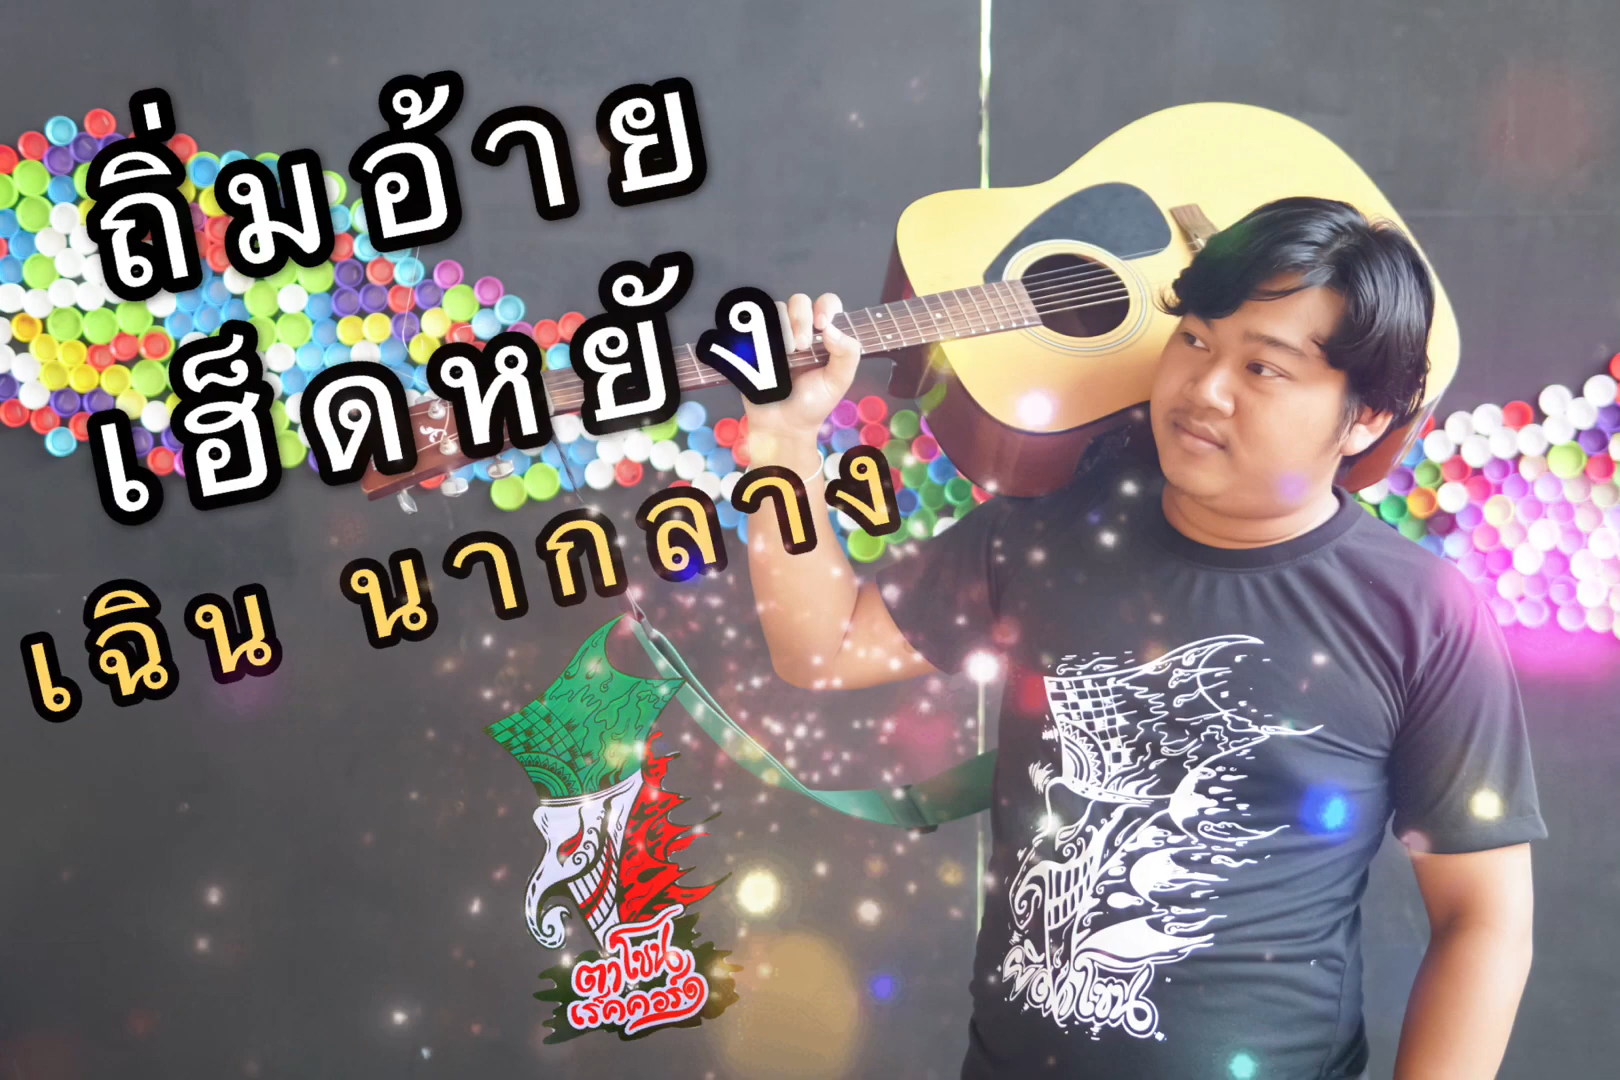 ถิ่มอ้าย
เฮ็ดหยัง
เฉิน นากลาง
ตาโขน
เร็คคอร์ด